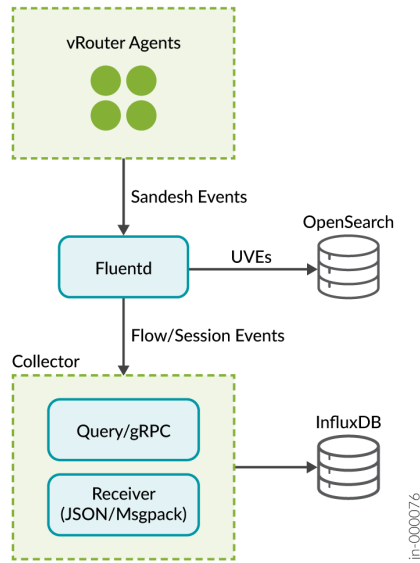 vRouter Agents
Sandesh Events
OpenSearch
Fluentd
UVEs
Flow/Session Events
Collector
Query/gRPC
InfluxDB
Receiver
(JSON/Msgpack)
jn-000076